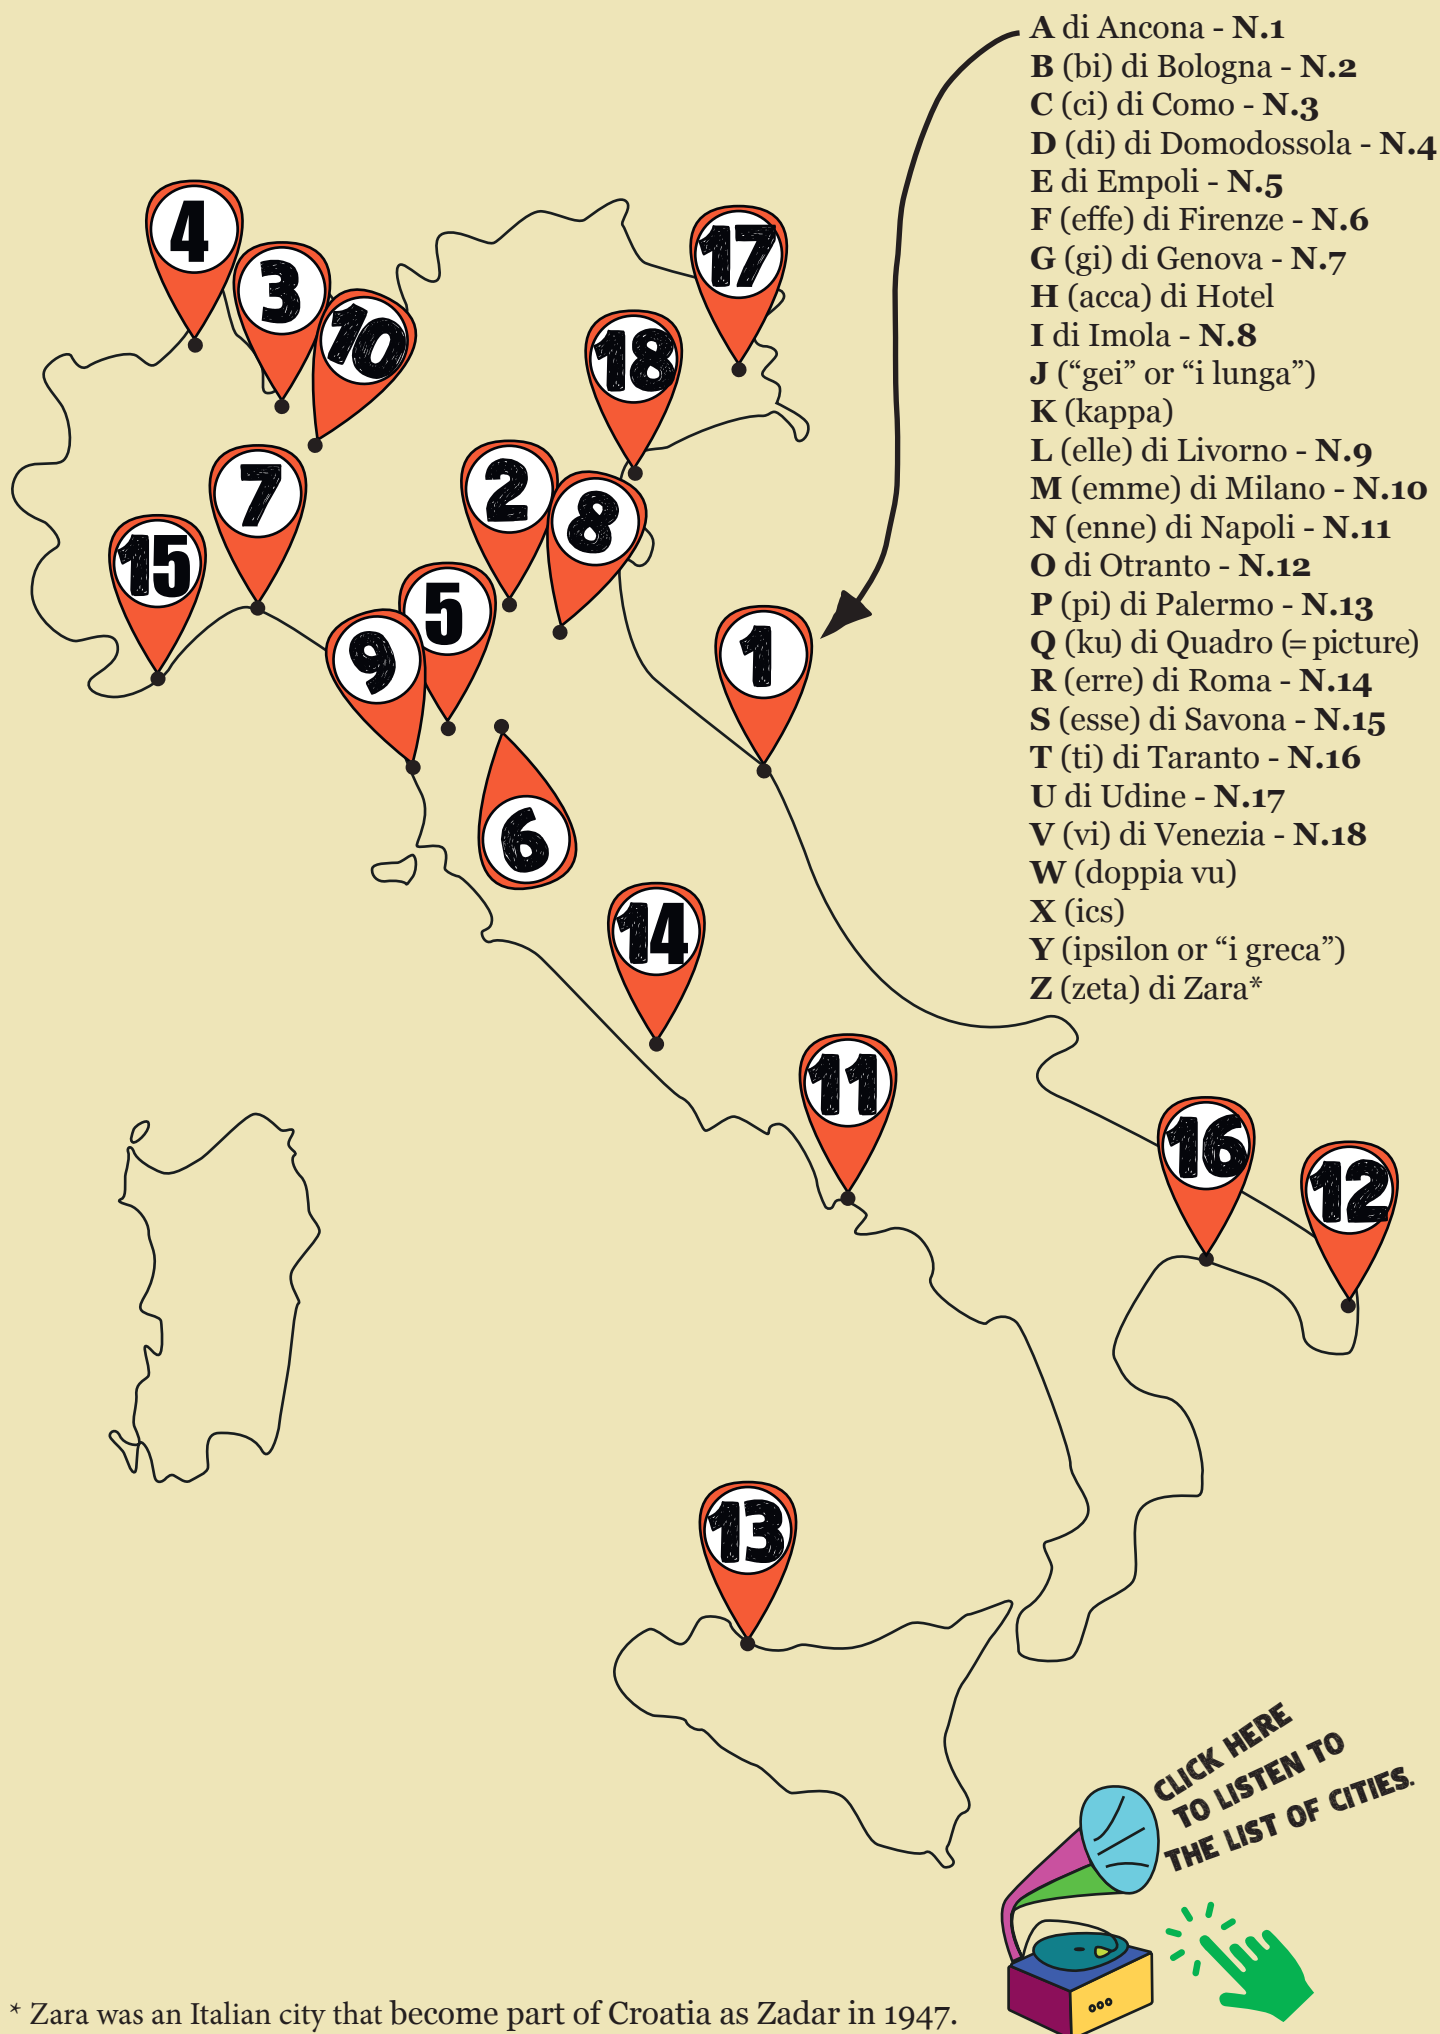 A di Ancona - N.1
B (bi) di Bologna - N.2
C (ci) di Como - N.3
D (di) di Domodossola - N.4
E di Empoli - N.5
F (effe) di Firenze - N.6
G (gi) di Genova - N.7
H (acca) di Hotel
I di Imola - N.8
J (“gei” or “i lunga”)
K (kappa)
L (elle) di Livorno - N.9
M (emme) di Milano - N.10
N (enne) di Napoli - N.11
O di Otranto - N.12
P (pi) di Palermo - N.13
Q (ku) di Quadro (= picture)
R (erre) di Roma - N.14
S (esse) di Savona - N.15
T (ti) di Taranto - N.16
U di Udine - N.17
V (vi) di Venezia - N.18
W (doppia vu)
X (ics)
Y (ipsilon or “i greca”)
Z (zeta) di Zara*
4
17
3
10
18
7
2
8
15
5
9
1
6
14
11
16
12
13
CLICK HERE
TO LISTEN TO
THE LIST OF CITIES.
* Zara was an Italian city that become part of Croatia as Zadar in 1947.